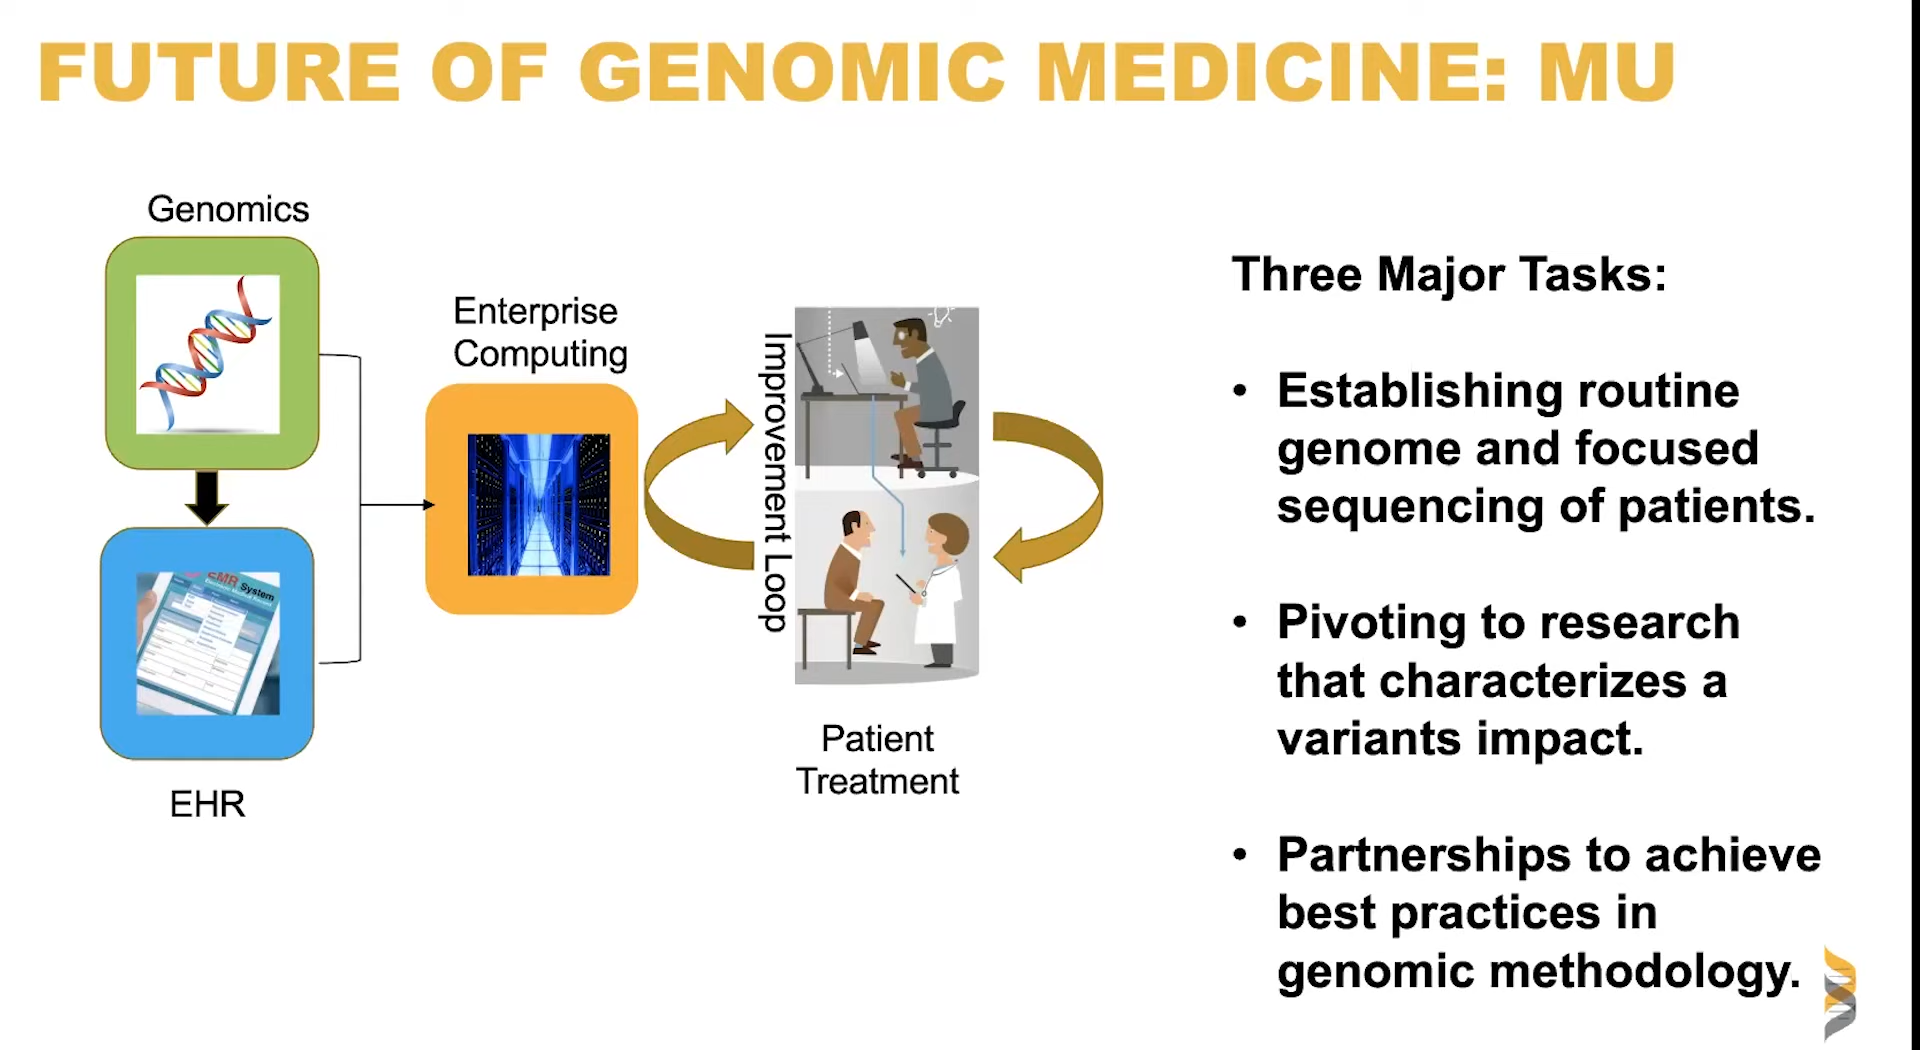 FUTURE OF GENOMIC MEDICINE: MU
Genomics
Enterprise
Computing
EMR System
EHR
Improvement Loop
Patient
Treatment
Three Major Tasks:
• Establishing routine
genome and focused
sequencing of patients.
• Pivoting to research
that characterizes a
variants impact.
• Partnerships to achieve
best practices in
genomic methodology.